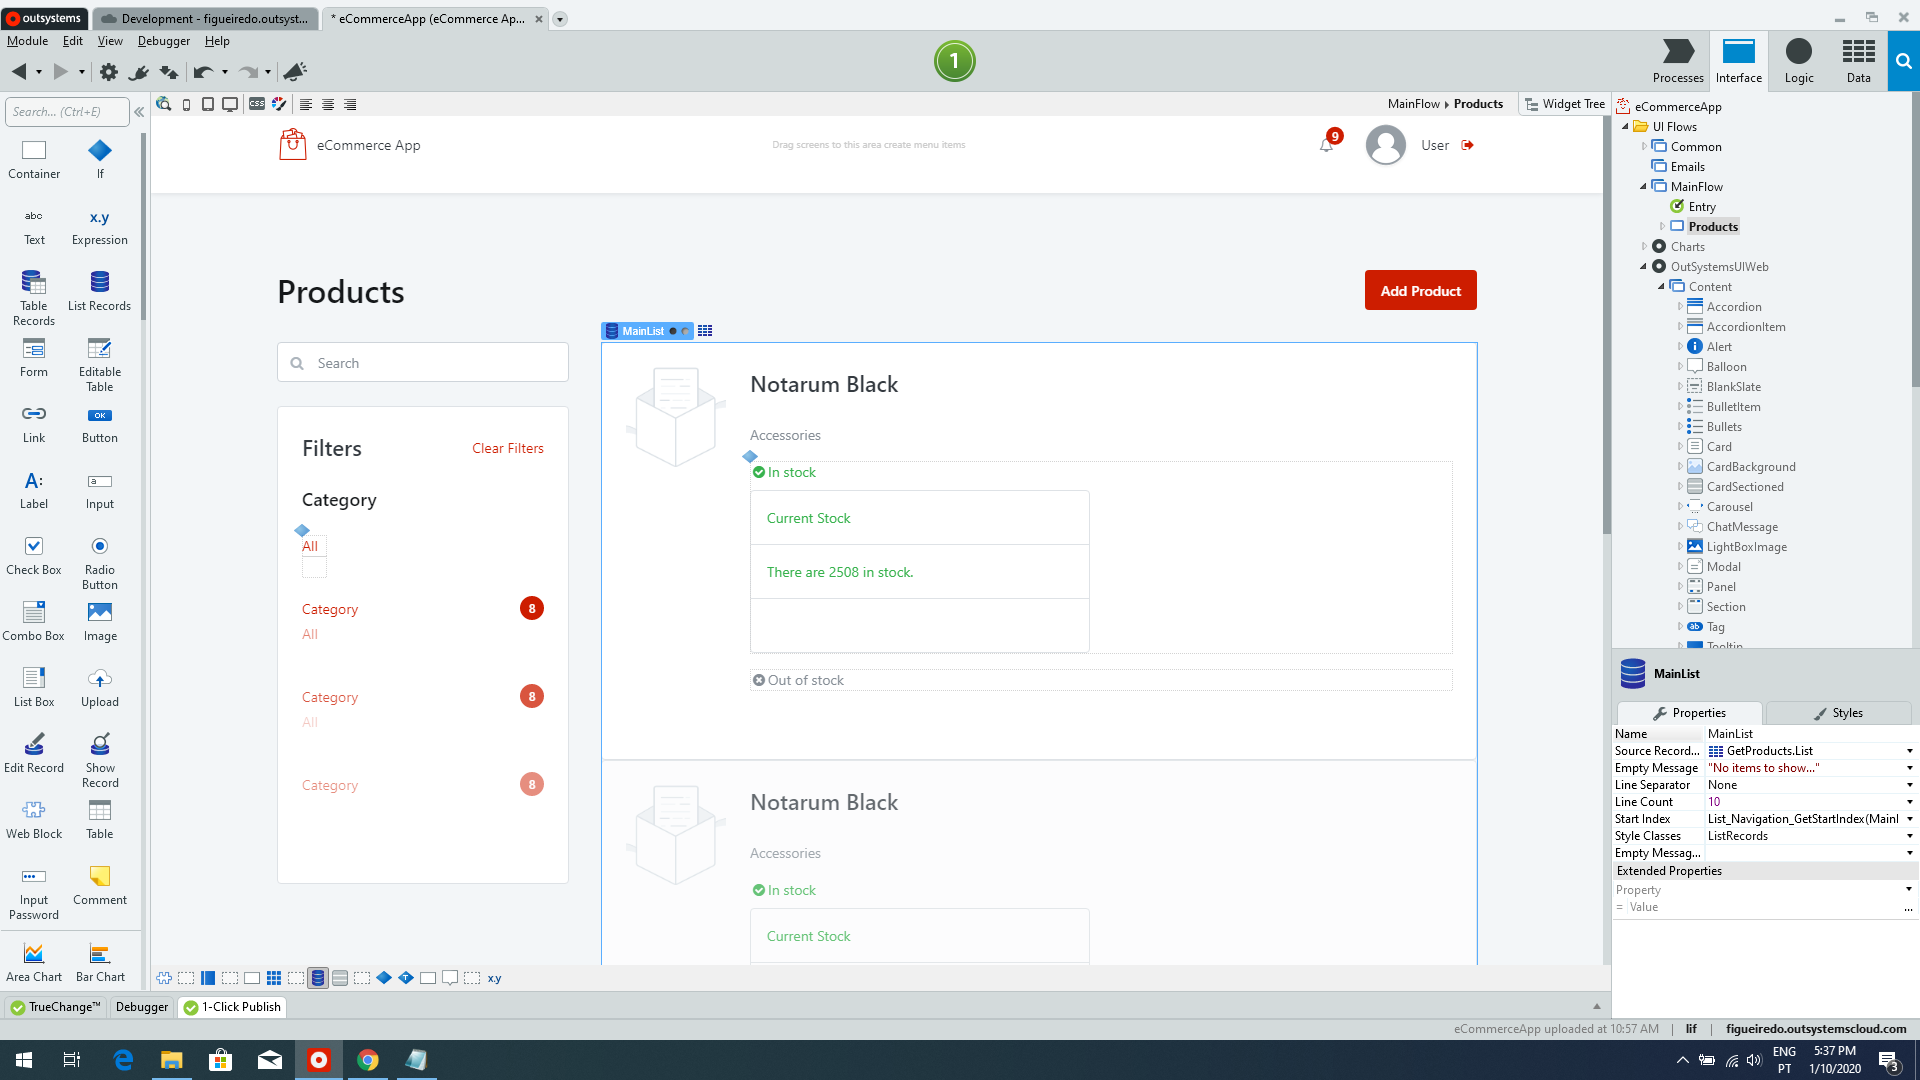 outsystems
Development - figueiredo.outsyst...
* eCommerceApp (eCommerce Ap...
Module Edit View Debugger Help
1
Processes
Interface
Logic
Data
Search... (Ctrl+E)
css
MainFlow Products
Widget Tree
Container
If
abc
Text
x.y
Expression
Table Records
List Records
Form
Editable Table
Link
OK
Button
A:
Label
a
Input
Check Box
Radio Button
Combo Box
Image
List Box
Upload
Edit Record
Show Record
Web Block
Table
Input Password
Comment
Area Chart
Bar Chart
eCommerce App
Drag screens to this area create menu items
9
User
Products
Add Product
Search
Filters
Clear Filters
Category
All
Category
8
All
Category
8
All
Category
8
MainList
Notarum Black
Accessories
In stock
Current Stock
There are 2508 in stock.
Out of stock
Notarum Black
Accessories
In stock
Current Stock
x.y
eCommerceApp
UI Flows
Common
Emails
MainFlow
Entry
Products
Charts
OutSystemsUIWeb
Content
Accordion
AccordionItem
Alert
Balloon
BlankSlate
BulletItem
Bullets
Card
CardBackground
CardSectioned
Carousel
ChatMessage
LightBoxImage
Modal
Panel
Section
ab
Tag
Tooltip
MainList
Properties
Styles
Name MainList
Source Record... GetProducts.List
Empty Message "No items to show..."
Line Separator None
Line Count 10
Start Index List_Navigation_GetStartIndex(MainI
Style Classes ListRecords
Empty Messag...
Extended Properties
Property
= Value ...
TrueChange™
Debugger
1-Click Publish
eCommerceApp uploaded at 10:57 AM | lif | figueiredo.outsystemscloud.com
ENG
PT
5:37 PM
1/10/2020
3